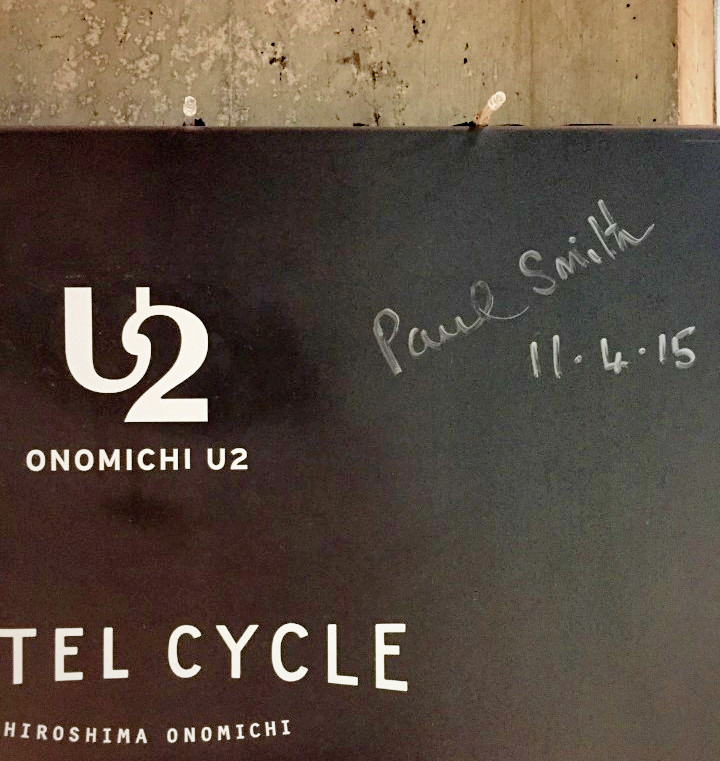 Paul Smith
11·4·15
U2
ONOMICHI U2
TEL CYCLE
HIROSHIMA ONOMICHI